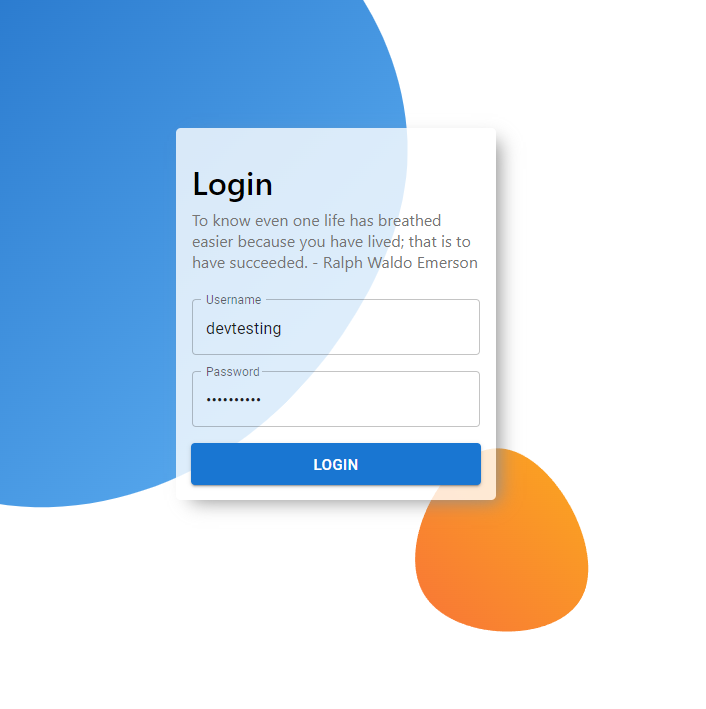 Login
To know even one life has breathed
easier because you have lived; that is to
have succeeded. - Ralph Waldo Emerson
Username
devtesting
Password
••••••••••
LOGIN